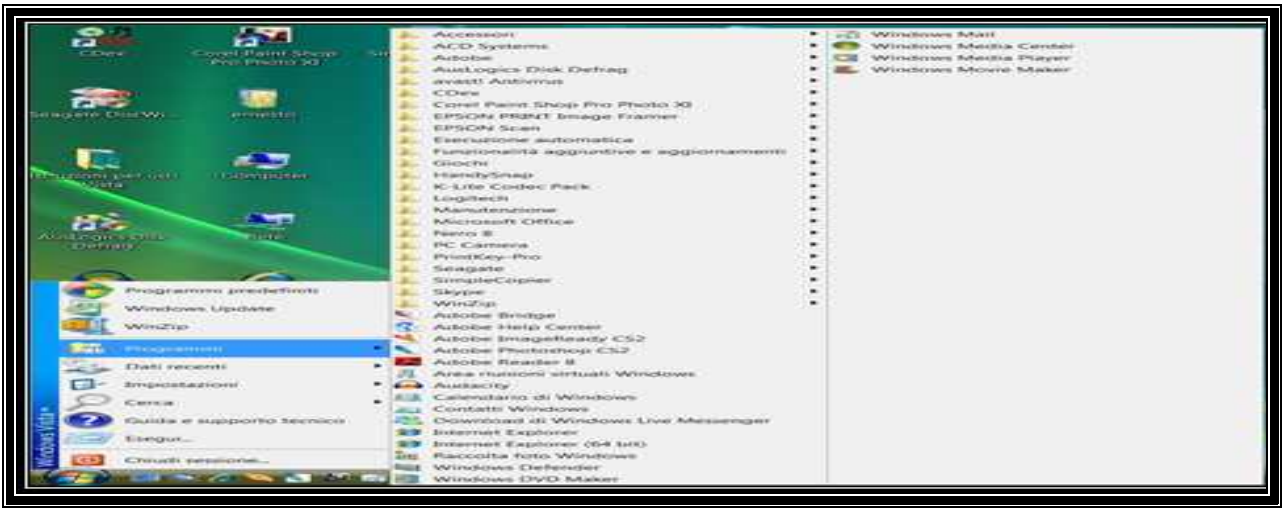 CDex
Corel Paint Shop
Pro Photo XI
Seagate DiscWi...
ernesto
Istruzioni per usti
Vista
Computer
AusLogics Disk
Defrag
Rete
Programmi predefiniti
Windows Update
WinZip
Programmi
Dati recenti
Impostazioni
Cerca
Guida e supporto tecnico
Esegui...
Chiudi sessione...
Windows Vista
Accessori
ACD Systems
Adobe
AusLogics Disk Defrag
avast! Antivirus
CDex
Corel Paint Shop Pro Photo XI
EPSON PRINT Image Framer
EPSON Scan
Esecuzione automatica
Funzionalità aggiuntive e aggiornamenti
Giochi
HandySnap
K-Lite Codec Pack
Logitech
Manutenzione
Microsoft Office
Nero 8
PC Camera
PrintKey-Pro
Seagate
SimpleCopier
Skype
WinZip
Adobe Bridge
Adobe Help Center
Adobe ImageReady CS2
Adobe Photoshop CS2
Adobe Reader 8
Area riunioni virtuali Windows
Audacity
Calendario di Windows
Contatti Windows
Download di Windows Live Messenger
Internet Explorer
Internet Explorer (64 bit)
Raccolta foto Windows
Windows Defender
Windows DVD Maker
Windows Mail
Windows Media Center
Windows Media Player
Windows Movie Maker